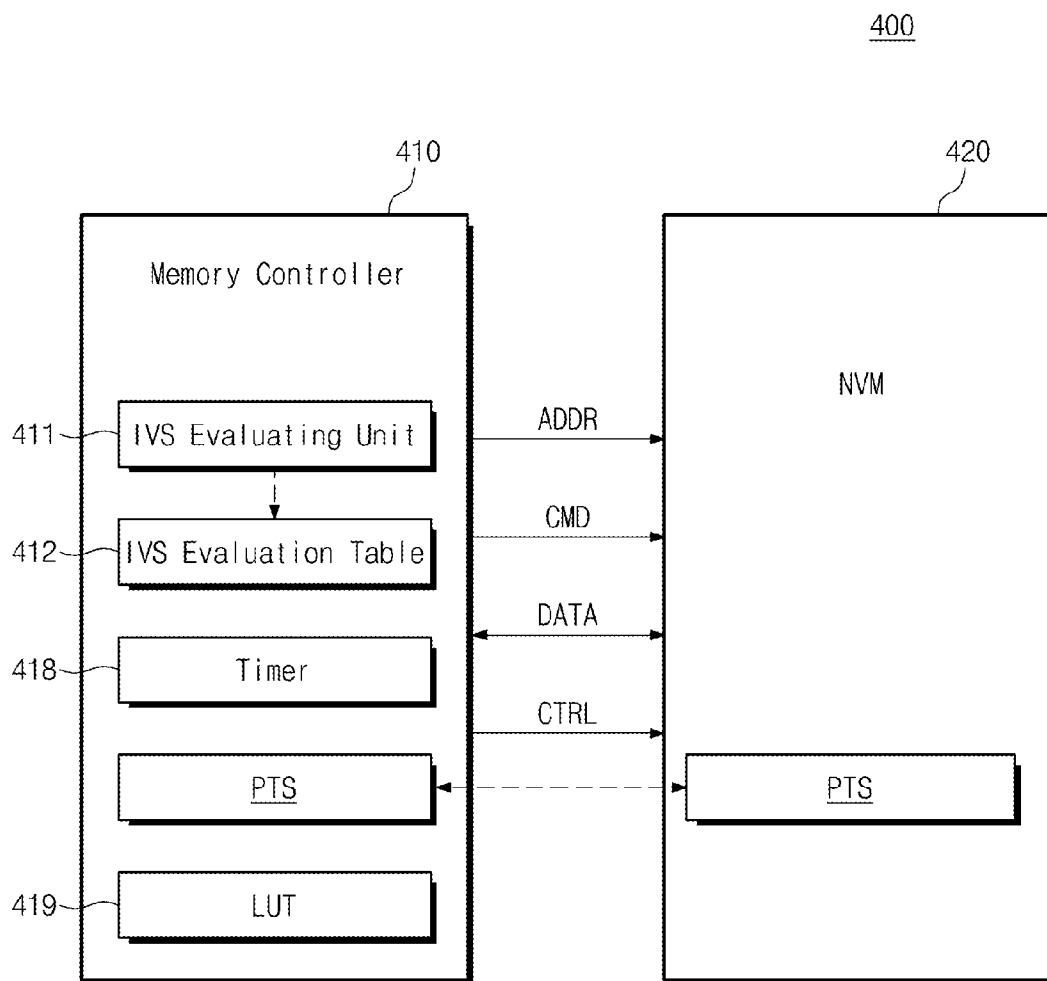 400
410
420
Memory Controller
NVM
411
IVS Evaluating Unit
ADDR
412
IVS Evaluation Table
CMD
418
Timer
DATA
CTRL
PTS
PTS
419
LUT